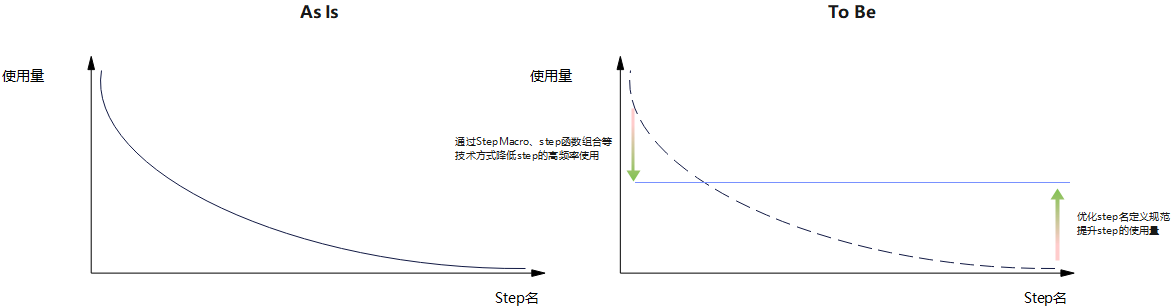 As Is
使用量
Step名
To Be
使用量
通过StepMacro、step函数组合等
技术方式降低step的高频率使用
优化step名定义规范
提升step的使用量
Step名